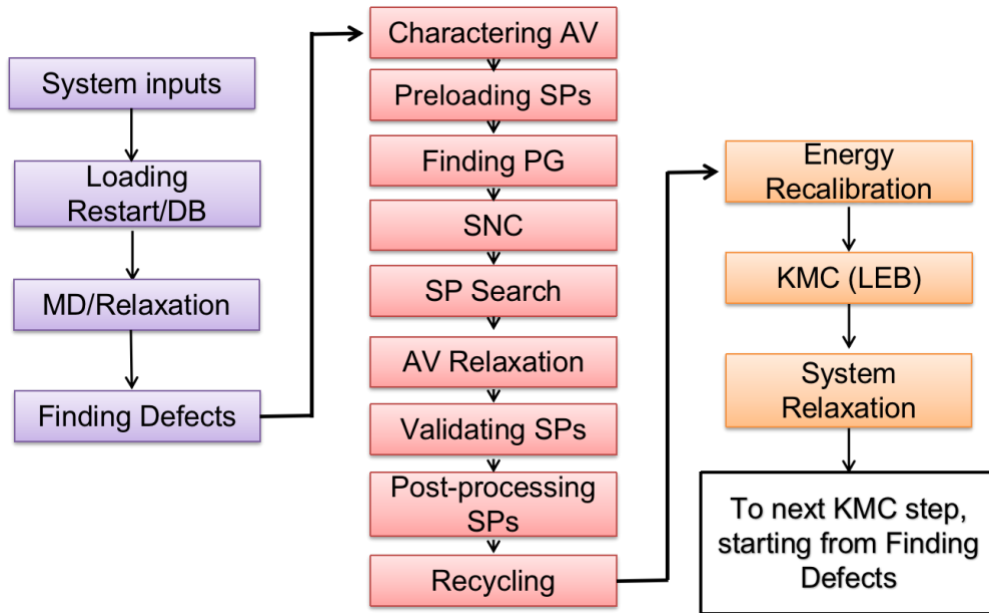 System inputs
Loading
Restart/DB
MD/Relaxation
Finding Defects
Charactering AV
Preloading SPs
Finding PG
SNC
SP Search
AV Relaxation
Validating SPs
Post-processing
SPs
Recycling
Energy
Recalibration
KMC (LEB)
System
Relaxation
To next KMC step,
starting from Finding
Defects